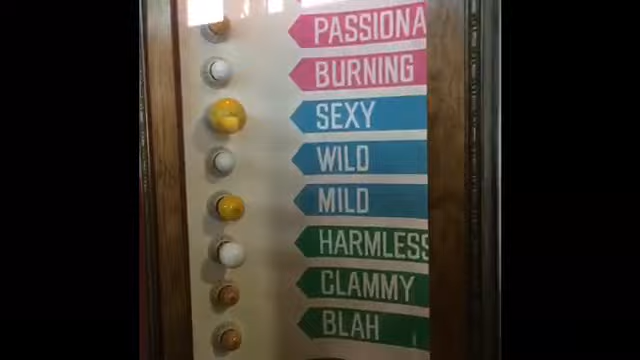 PASSIONA
BURNING
SEXY
WILD
MILD
HARMLESS
CLAMMY
BLAH